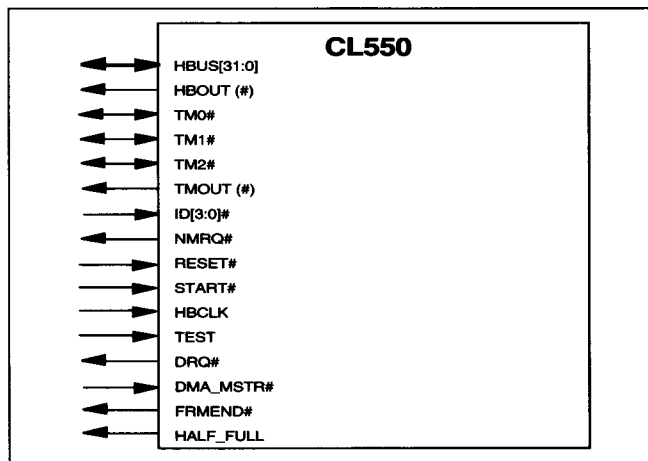 CL550
HBUS[31:0]
HBOUT (#)
TM0#
TM1#
TM2#
TMOUT (#)
ID[3:0]#
NMRQ#
RESET#
START#
HBCLK
TEST
DRQ#
DMA_MSTR#
FRMEND#
HALF_FULL